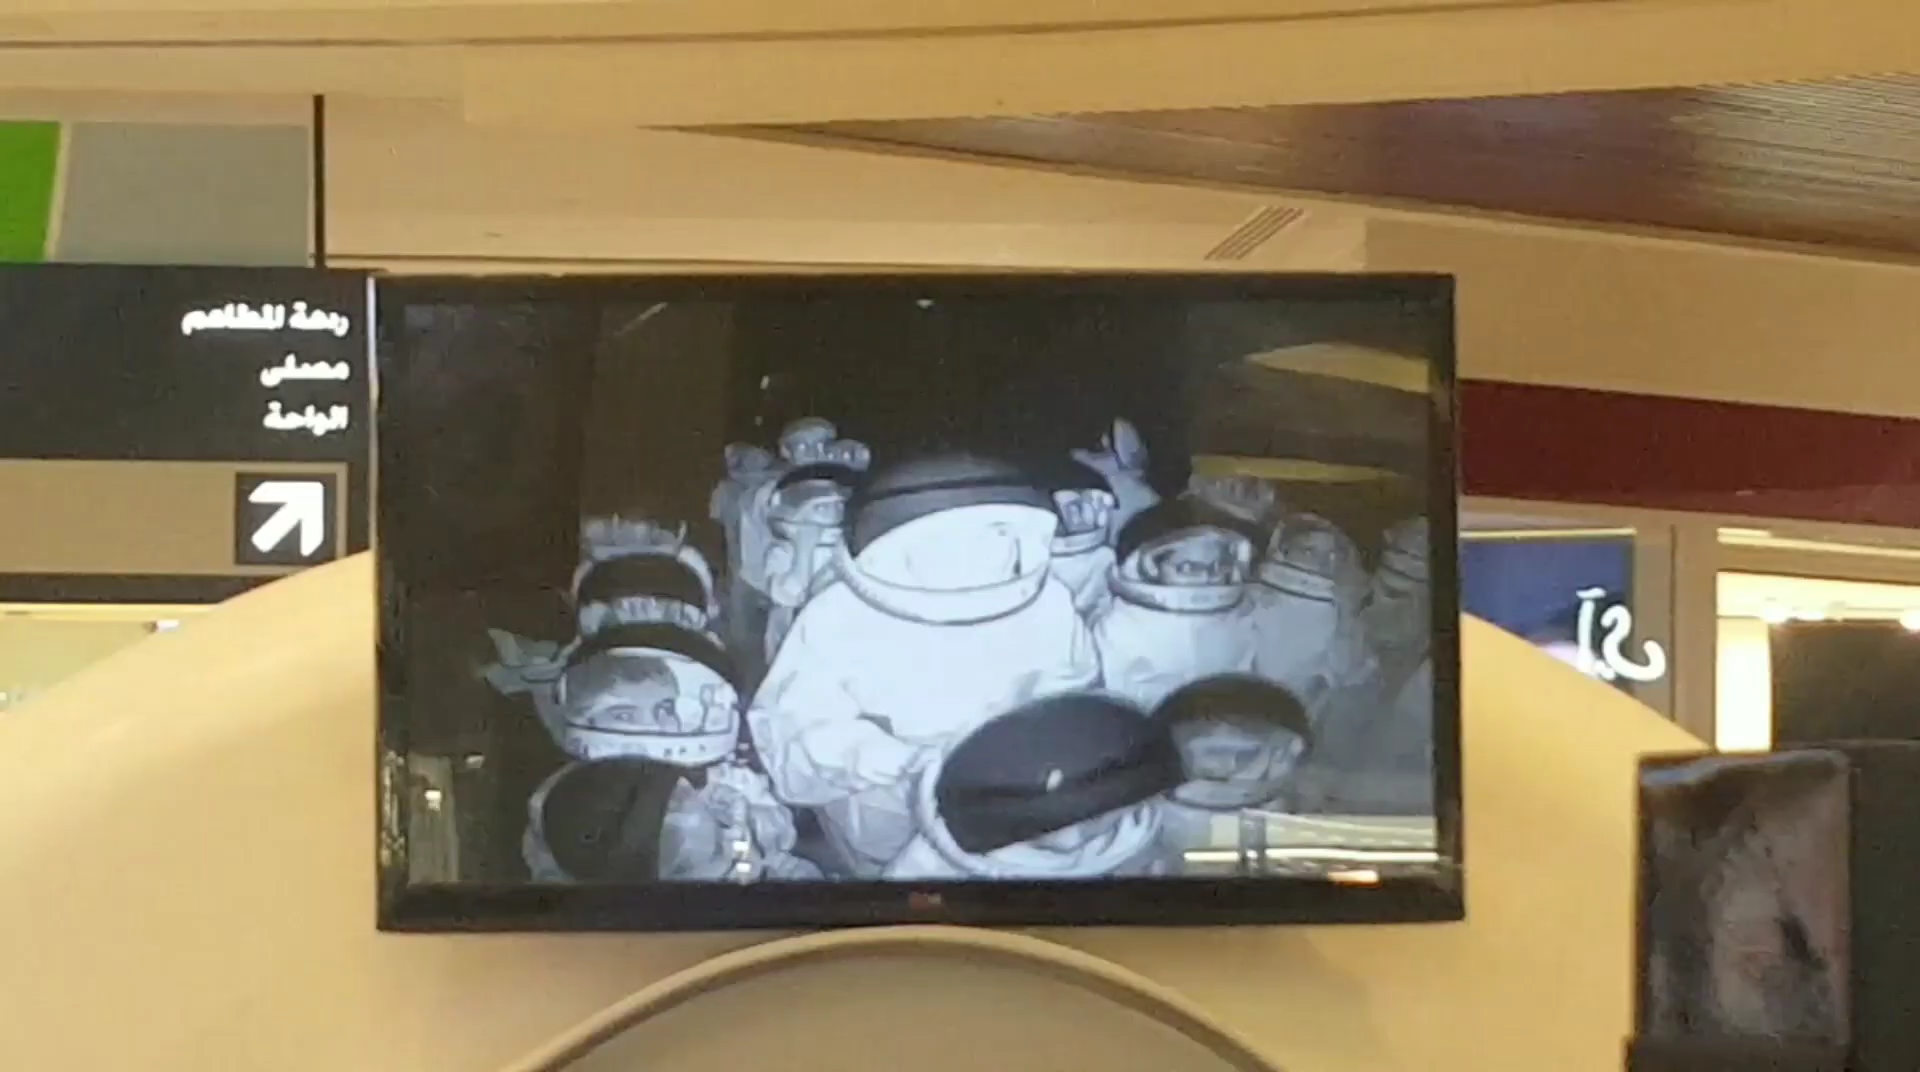 ردهة المطاعم
مصلى
الواحة